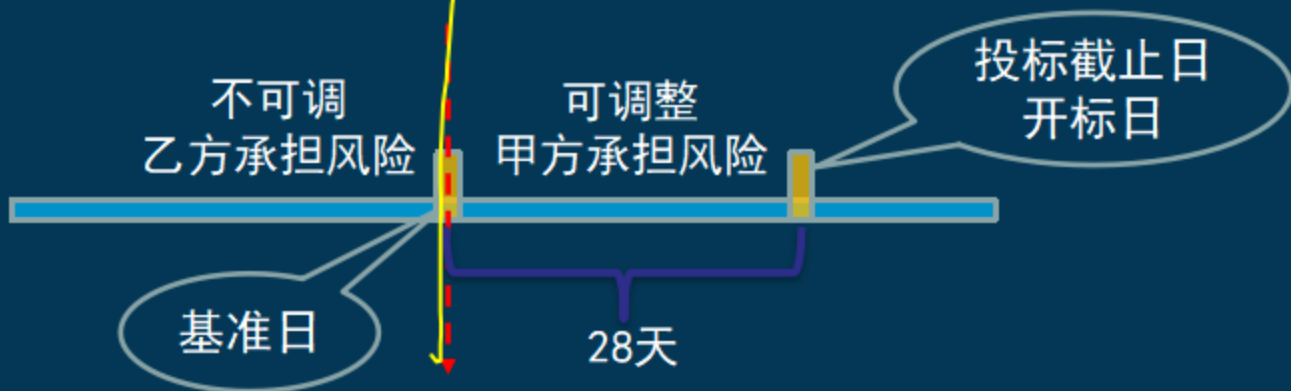 不可调
乙方承担风险
可调整
甲方承担风险
投标截止日
开标日
基准日
28天